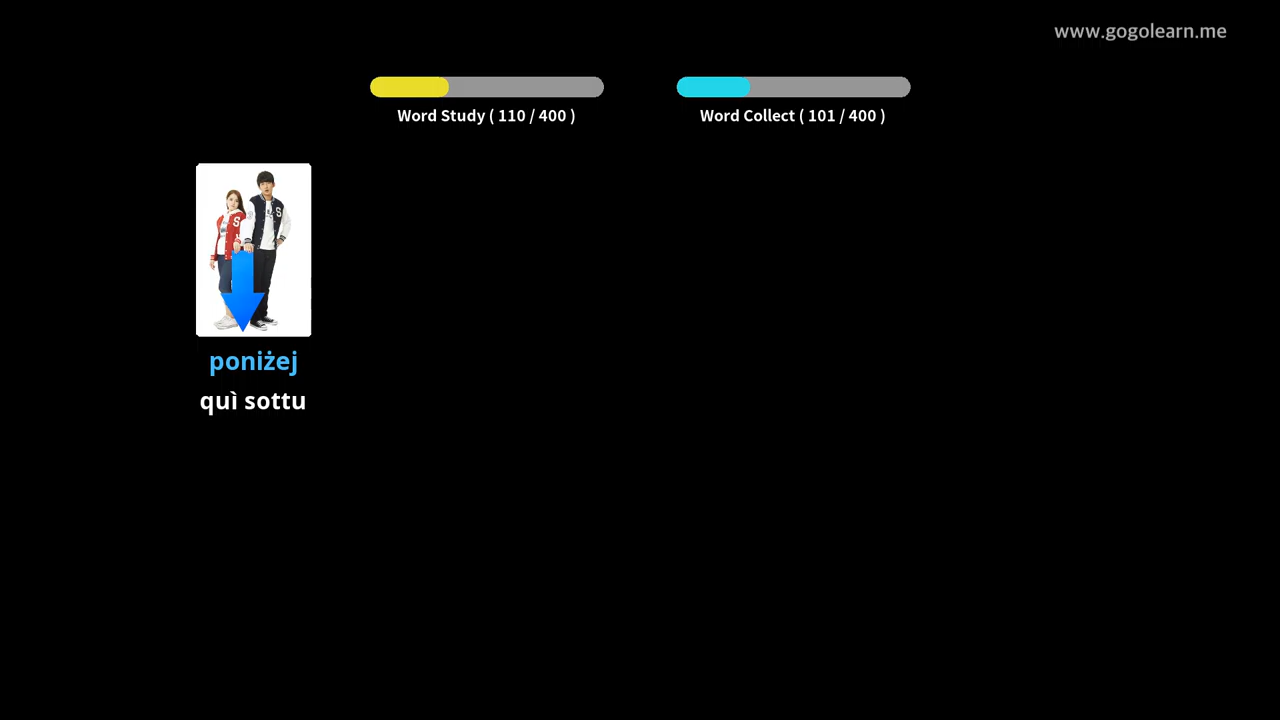 www.gogolearn.me
Word Study ( 110 / 400 )
Word Collect ( 101 / 400 )
S
S
poniżej
quì sottu